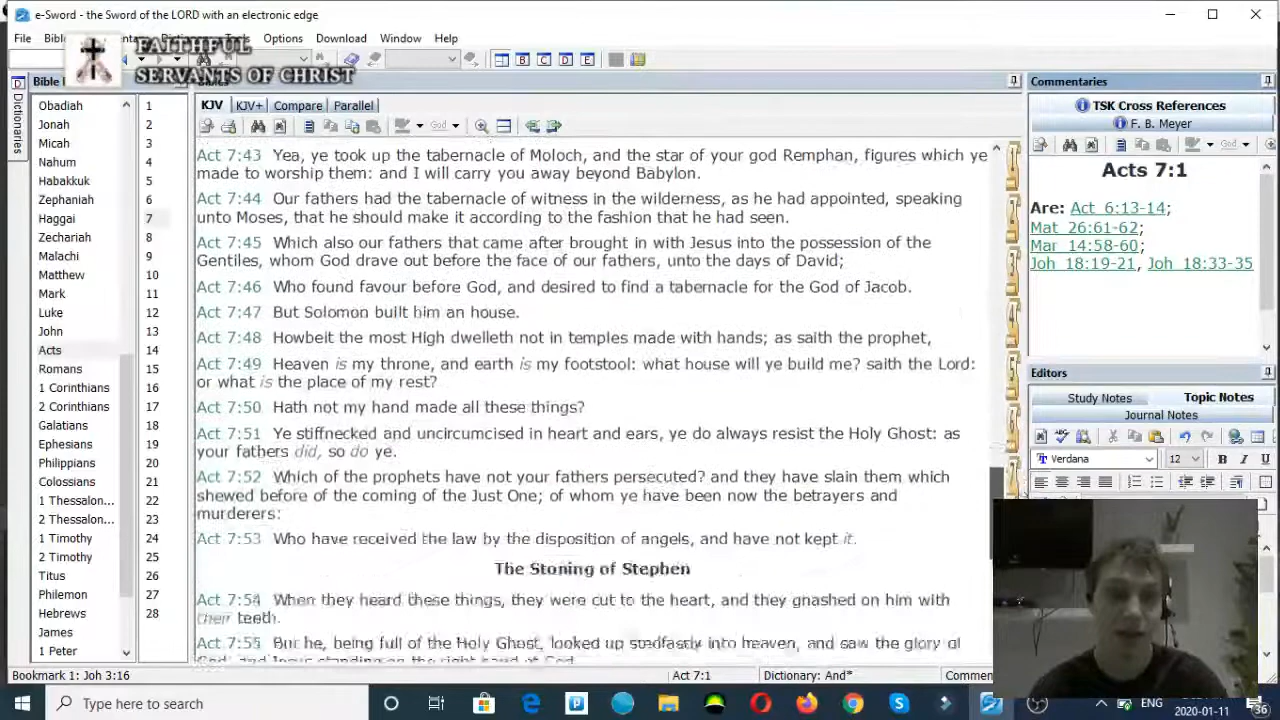 e-Sword - the Sword of the LORD with an electronic edge
File
Options
Download
Window
Help
FAITHFUL
SERVANTS OF CHRIST
Dictionaries
Obadiah
Jonah
Micah
Nahum
Habakkuk
Zephaniah
Haggai
Zechariah
Malachi
Matthew
Mark
Luke
John
Acts
Romans
1 Corinthians
2 Corinthians
Galatians
Ephesians
Philippians
Colossians
1 Thessalon...
2 Thessalon...
1 Timothy
2 Timothy
Titus
Philemon
Hebrews
James
1 Peter
1
2
3
4
5
6
7
8
9
10
11
12
13
14
15
16
17
18
19
20
21
22
23
24
25
26
27
28
KJV KJV+ Compare Parallel
Act 7:43 Yea, ye took up the tabernacle of Moloch, and the star of your god Remphan, figures which ye
made to worship them: and I will carry you away beyond Babylon.
Act 7:44 Our fathers had the tabernacle of witness in the wilderness, as he had appointed, speaking
unto Moses, that he should make it according to the fashion that he had seen.
Act 7:45 Which also our fathers that came after brought in with Jesus into the possession of the
Gentiles, whom God drave out before the face of our fathers, unto the days of David;
Act 7:46 Who found favour before God, and desired to find a tabernacle for the God of Jacob.
Act 7:47 But Solomon built him an house.
Act 7:48 Howbeit the most High dwelleth not in temples made with hands; as saith the prophet,
Act 7:49 Heaven is my throne, and earth is my footstool: what house will ye build me? saith the Lord:
or what is the place of my rest?
Act 7:50 Hath not my hand made all these things?
Act 7:51 Ye stiffnecked and uncircumcised in heart and ears, ye do always resist the Holy Ghost: as
your fathers did, so do ye.
Act 7:52 Which of the prophets have not your fathers persecuted? and they have slain them which
shewed before of the coming of the Just One; of whom ye have been now the betrayers and
murderers:
Act 7:53 Who have received the law by the disposition of angels, and have not kept it.
The Stoning of Stephen
Act 7:54 When they heard these things, they were cut to the heart, and they gnashed on him with
their teeth.
Act 7:55 But he, being full of the Holy Ghost, looked up stedfastly into heaven, and saw the glory of
God, and Jesus standing on the right hand of God,
Commentaries
TSK Cross References
F. B. Meyer
Acts 7:1
Are: Act 6:13-14;
Mat 26:61-62;
Mar 14:58-60;
Joh 18:19-21, Joh 18:33-35
Editors
Study Notes Topic Notes
Journal Notes
Verdana 12 B I U
Bookmark 1: Joh 3:16
Act 7:1
Dictionary: And*
Type here to search
ENG
2020-01-11
36